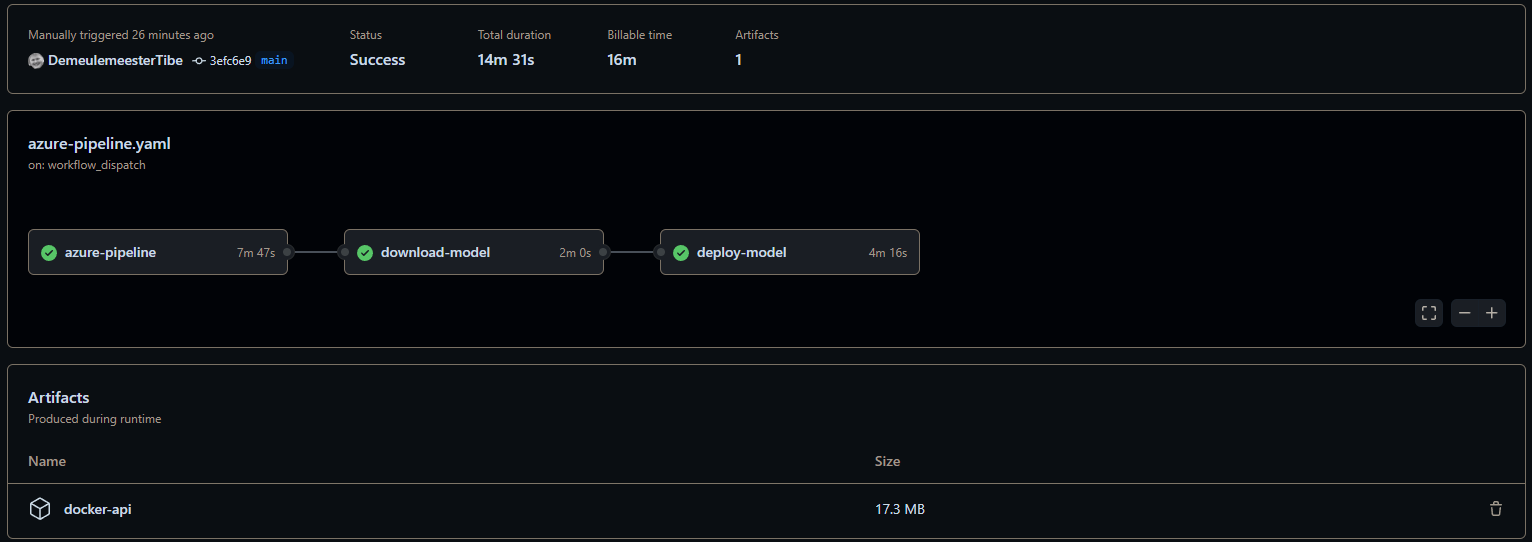 Manually triggered 26 minutes ago
Status
Total duration
Billable time
Artifacts
DemeulemeesterTibe 3efc6e9 main
Success
14m 31s
16m
1
azure-pipeline.yaml
on: workflow_dispatch
azure-pipeline 7m 47s
download-model 2m 0s
deploy-model 4m 16s
Artifacts
Produced during runtime
Name Size
docker-api 17.3 MB